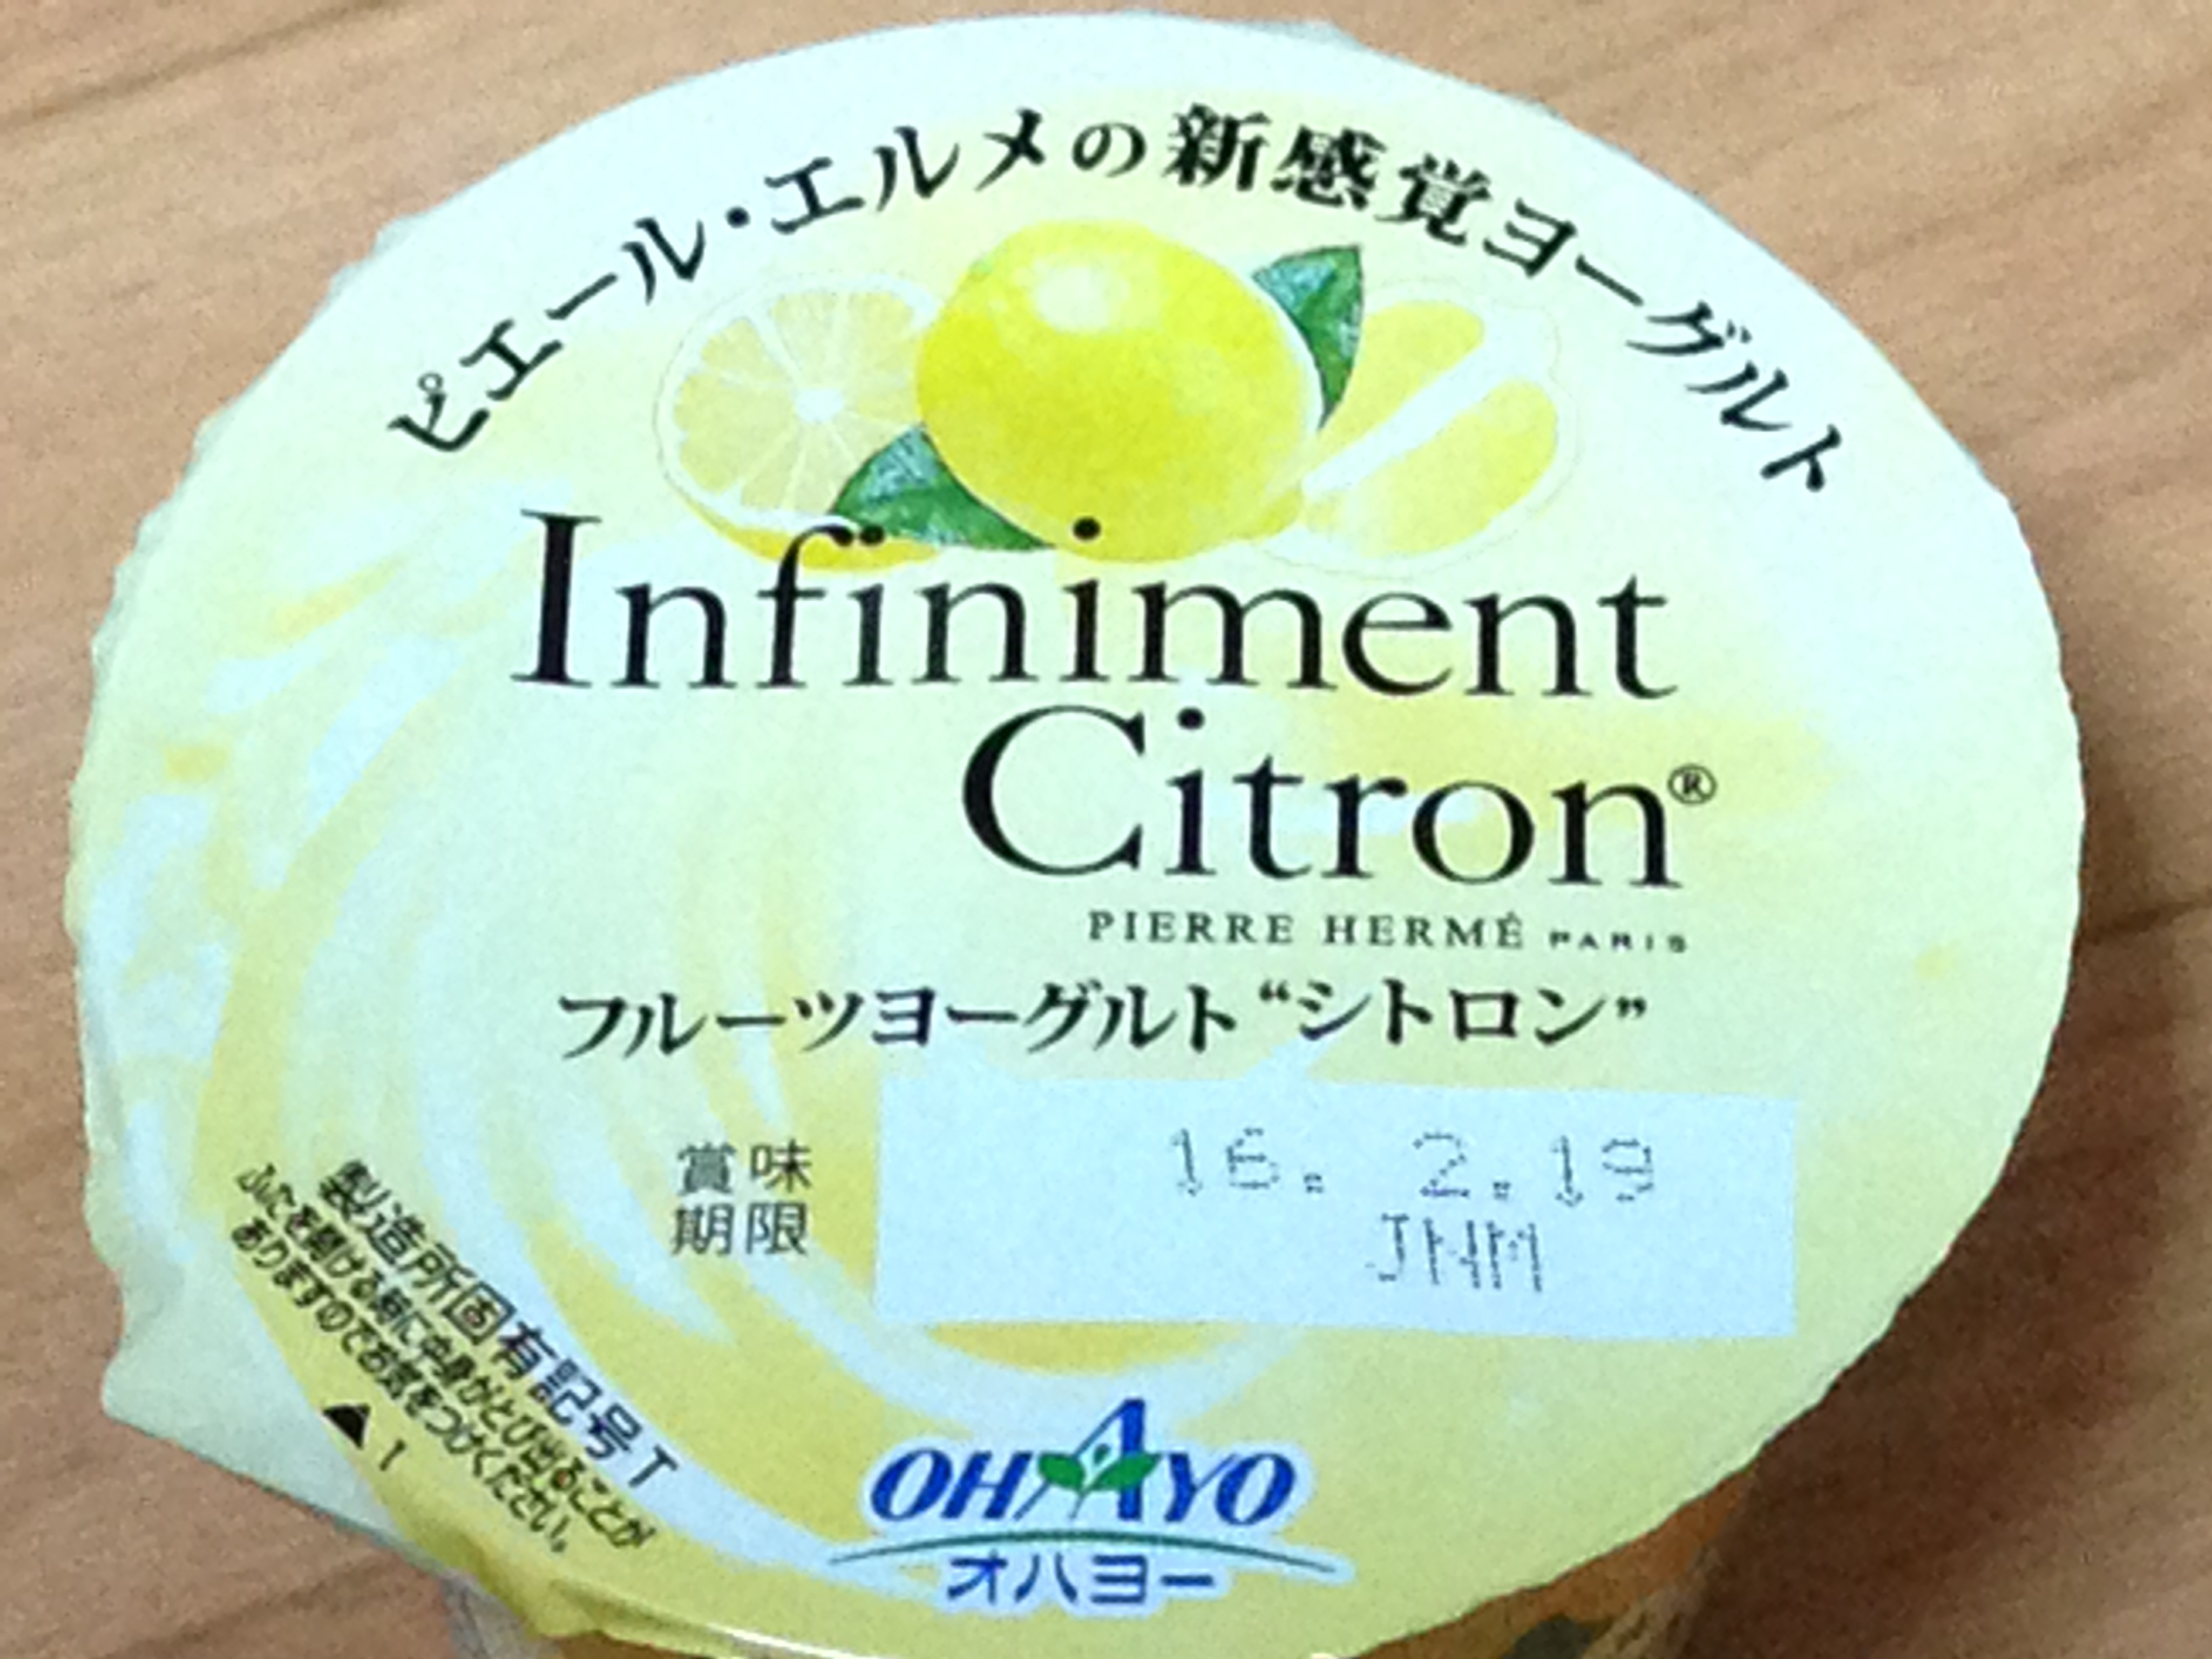 ピエール・エルメの新感覚ヨーグルト
Infiniment
Citron®
PIERRE HERMÉ PARIS
フルーツヨーグルト“シトロン”
賞味
期限
16. 2.19
JNM
製造所固有記号T
ふたを開ける際に中身がとび出ることが
ありますのでお気をつけください。
▲1
OHAYO
オハヨー